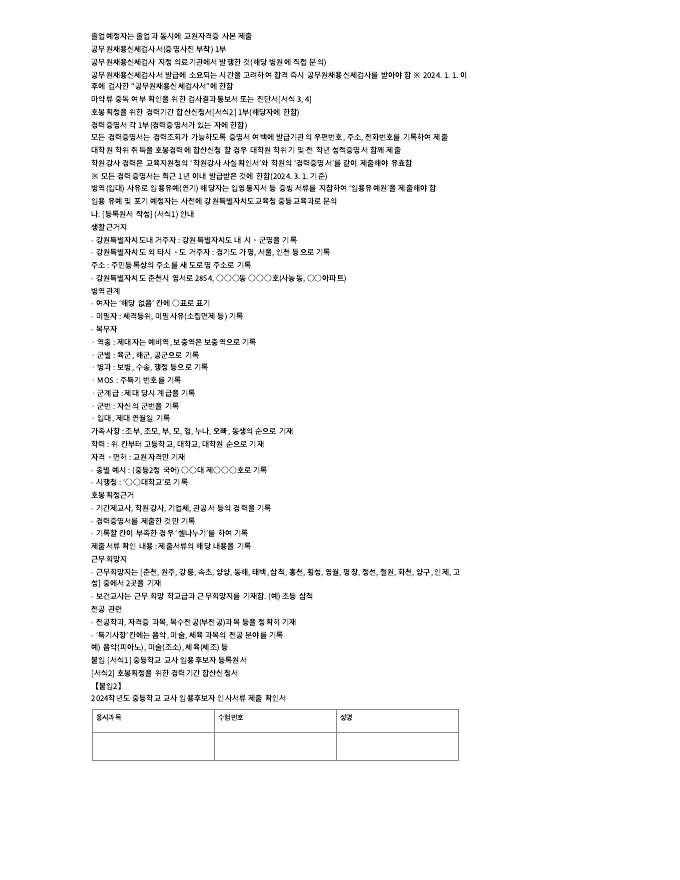 졸업예정자는 졸업과 동시에 교원자격증 사본 제출
공무원채용신체검사서(증명사진 부착) 1부
공무원채용신체검사 지정 의료기관에서 발행한 것(해당 병원에 직접 문의)
공무원채용신체검사서 발급에 소요되는 시간을 고려하여 합격 즉시 공무원채용신체검사를 받아야 함 ※ 2024. 1. 1. 이
후에 검사한 "공무원채용신체검사서"에 한함
마약류 중독 여부 확인을 위한 검사결과 통보서 또는 진단서[서식 3, 4]
호봉획정을 위한 경력기간 합산신청서[서식2] 1부(해당자에 한함)
경력증명서 각 1부(경력증명서가 있는 자에 한함)
모든 경력증명서는 경력조회가 가능하도록 증명서 여백에 발급기관의 우편번호, 주소, 전화번호를 기록하여 제출
대학원 학위 취득을 호봉경력에 합산신청 할 경우 대학원 학위기 및 전 학년 성적증명서 함께 제출
학원강사 경력은 교육지원청의 '학원강사 사실확인서'와 학원의 '경력증명서'를 같이 제출해야 유효함
※ 모든 경력증명서는 최근 1년 이내 발급받은 것에 한함(2024. 3. 1. 기준)
병역(입대) 사유로 임용유예(연기) 해당자는 입영통지서 등 증빙 서류를 지참하여 '임용유예원'을 제출해야 함
임용 유예 및 포기 예정자는 사전에 강원특별자치도교육청 중등교육과로 문의
나. [등록원서 작성] (서식1) 안내
생활근거지
- 강원특별자치도내 거주자 : 강원특별자치도 내 시・군명을 기록
- 강원특별자치도 외 타시・도 거주자 : 경기도 가평, 서울, 인천 등으로 기록
주소 : 주민등록상의 주소를 새 도로명 주소로 기록
- 강원특별자치도 춘천시 영서로 2854, ○○○동 ○○○호(사농동, ○○아파트)
병역관계
- 여자는 '해당 없음' 칸에 ○표로 표기
- 미필자 : 체격등위, 미필사유(소집면제 등) 기록
- 복무자
· 역종 : 제대자는 예비역, 보충역은 보충역으로 기록
· 군별 : 육군, 해군, 공군으로 기록
· 병과 : 보병, 수송, 행정 등으로 기록
· MOS : 주특기 번호를 기록
· 군계급 : 제대 당시 계급을 기록
· 군번 : 자신의 군번을 기록
· 입대, 제대 연월일 기록
가족사항 : 조부, 조모, 부, 모, 형, 누나, 오빠, 동생의 순으로 기재
학력 : 위 칸부터 고등학교, 대학교, 대학원 순으로 기재
자격・면허 : 교원자격만 기재
- 종별 예시 : (중등2정 국어) ○○대 제○○○호로 기록
- 시행청 : '○○대학교'로 기록
호봉획정근거
- 기간제교사, 학원강사, 기업체, 관공서 등의 경력을 기록
- 경력증명서를 제출한 것만 기록
- 기록할 칸이 부족한 경우 '셀나누기'를 하여 기록
제출서류 확인 내용 : 제출서류의 해당 내용을 기록
근무희망지
- 근무희망지는 [춘천, 원주, 강릉, 속초, 양양, 동해, 태백, 삼척, 홍천, 횡성, 영월, 평창, 정선, 철원, 화천, 양구, 인제, 고
성] 중에서 2곳을 기재
- 보건교사는 근무 희망 학교급과 근무희망지를 기재함. (예) 초등 삼척
전공 관련
- 전공학과, 자격증 과목, 복수전공(부전공)과목 등을 정확히 기재
- '특기사항' 칸에는 음악, 미술, 체육 과목의 전공 분야를 기록
예) 음악(피아노), 미술(조소), 체육(체조) 등
붙임 [서식1] 중등학교 교사 임용후보자 등록원서
[서식2] 호봉획정을 위한 경력기간 합산신청서
【붙임2】
2024학년도 중등학교 교사 임용후보자 인사서류 제출 확인서
응시과목 수험번호 성명